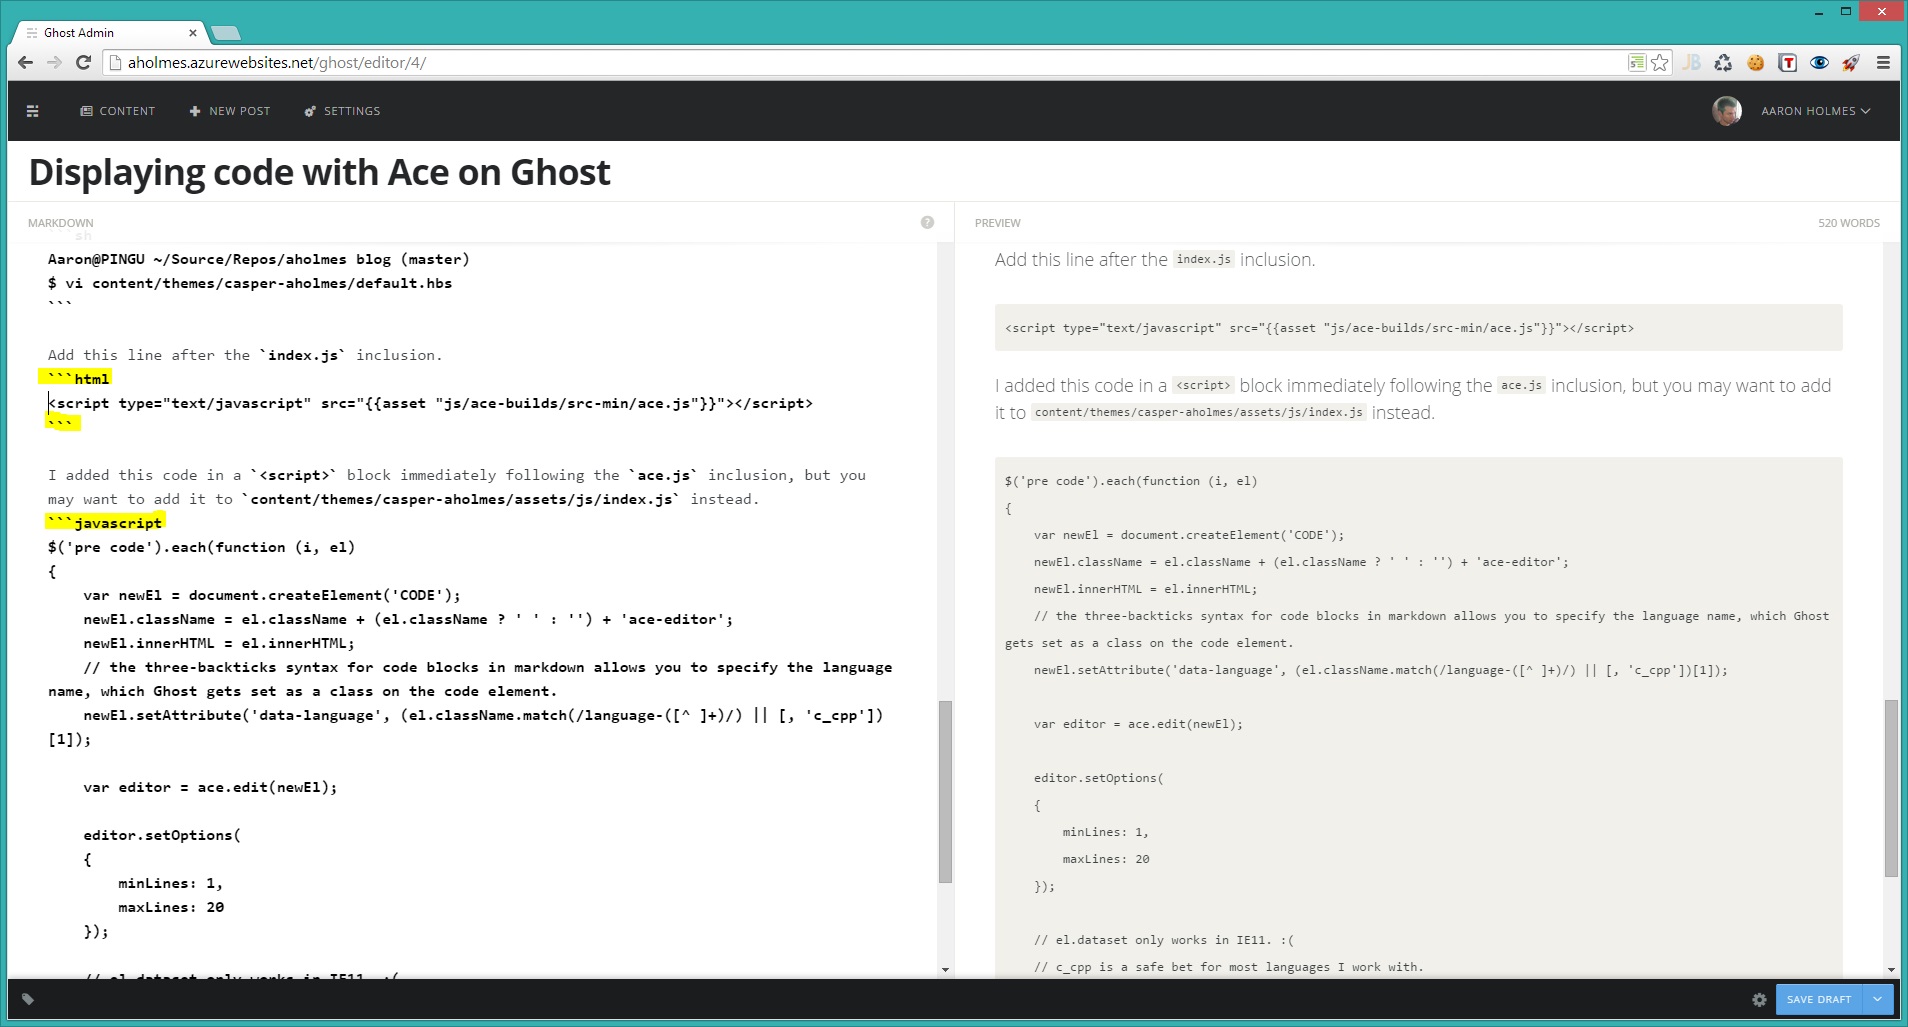 Ghost Admin
aholmes.azurewebsites.net/ghost/editor/4/
CONTENT
NEW POST
SETTINGS
AARON HOLMES
Displaying code with Ace on Ghost
MARKDOWN
?
sh
Aaron@PINGU ~/Source/Repos/aholmes blog (master)
$ vi content/themes/casper-aholmes/default.hbs
```
Add this line after the `index.js` inclusion.
```html
<script type="text/javascript" src="{{asset "js/ace-builds/src-min/ace.js"}}"></script>
```
I added this code in a `<script>` block immediately following the `ace.js` inclusion, but you
may want to add it to `content/themes/casper-aholmes/assets/js/index.js` instead.
```javascript
$('pre code').each(function (i, el)
{
    var newEl = document.createElement('CODE');
    newEl.className = el.className + (el.className ? ' ' : '') + 'ace-editor';
    newEl.innerHTML = el.innerHTML;
    // the three-backticks syntax for code blocks in markdown allows you to specify the language
name, which Ghost gets set as a class on the code element.
    newEl.setAttribute('data-language', (el.className.match(/language-([^ ]+)/) || [, 'c_cpp'])
[1]);
    var editor = ace.edit(newEl);
    editor.setOptions(
    {
        minLines: 1,
        maxLines: 20
    });
    // el.dataset only works in IE11. :(
PREVIEW
520 WORDS
Add this line after the index.js inclusion.
<script type="text/javascript" src="{{asset "js/ace-builds/src-min/ace.js"}}"></script>
I added this code in a <script> block immediately following the ace.js inclusion, but you may want to add
it to content/themes/casper-aholmes/assets/js/index.js instead.
$('pre code').each(function (i, el)
{
    var newEl = document.createElement('CODE');
    newEl.className = el.className + (el.className ? ' ' : '') + 'ace-editor';
    newEl.innerHTML = el.innerHTML;
    // the three-backticks syntax for code blocks in markdown allows you to specify the language name, which Ghost
gets set as a class on the code element.
    newEl.setAttribute('data-language', (el.className.match(/language-([^ ]+)/) || [, 'c_cpp'])[1]);
    var editor = ace.edit(newEl);
    editor.setOptions(
    {
        minLines: 1,
        maxLines: 20
    });
    // el.dataset only works in IE11. :(
    // c_cpp is a safe bet for most languages I work with.
SAVE DRAFT